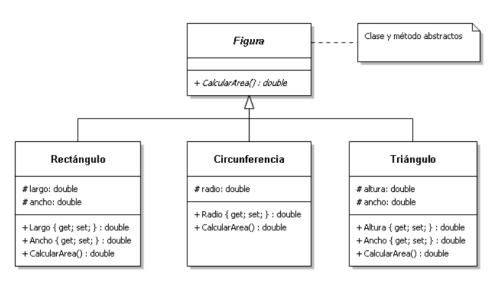 Figura
+ CalcularArea() : double
Clase y método abstractos
Rectángulo
# largo: double
# ancho: double
+ Largo { get; set; } : double
+ Ancho { get; set; } : double
+ CalcularArea() : double
Circunferencia
# radio: double
+ Radio { get; set; } : double
+ CalcularArea() : double
Triángulo
# altura: double
# ancho: double
+ Altura { get; set; } : double
+ Ancho { get; set; } : double
+ CalcularArea() : double